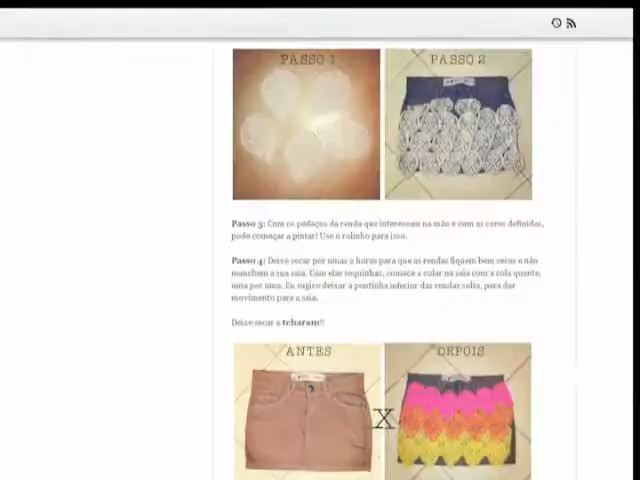 PASSO 1
PASSO 2
Passo 3: Com os pedaços da renda que interessam na mão e com as cores definidas,
pode começar a pintar! Use o rolinho para isso.
Passo 4: Deixe secar por umas 2 horas para que as rendas fiquem bem secas e não
manchem a sua saia. Com elas sequinhas, comece a colar na saia com a cola quente,
uma por uma. Eu sugiro deixar a pontinha inferior das rendas solta, para dar
movimento para a saia.
Deixe secar e tcharam!!
ANTES
X
DEPOIS